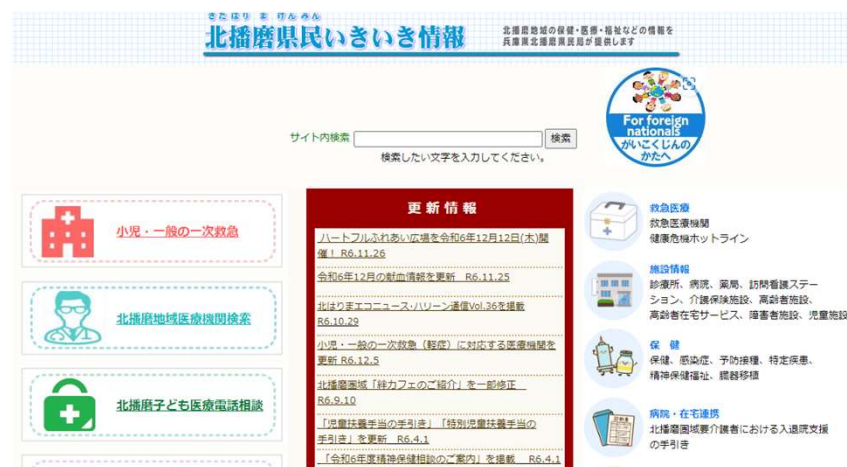 きたはり ま けんみん
北播磨県民いきいき情報
北播磨地域の保健・医療・福祉などの情報を
兵庫県北播磨県民局が提供します
For foreign
nationals
がいこくじんの
かたへ
サイト内検索
検索
検索したい文字を入力してください。
小児・一般の一次救急
北播磨地域医療機関検索
北播磨子ども医療電話相談
更新情報
ハートフルふれあい広場を令和6年12月12日(木)開
催！ R6.11.26
令和6年12月の献血情報を更新 R6.11.25
北はりまエコニュース・ハリーン通信Vol.36を掲載
R6.10.29
小児・一般の一次救急（軽症）に対応する医療機関を
更新 R6.12.5
北播磨圏域「絆カフェのご紹介」を一部修正
R6.9.10
「児童扶養手当の手引き」「特別児童扶養手当の
手引き」を更新 R6.4.1
「令和6年度精神保健相談のご案内」を掲載 R6.4.1
救急医療
救急医療機関
健康危機ホットライン
施設情報
診療所、病院、薬局、訪問看護ステー
ション、介護保険施設、高齢者施設、
高齢者在宅サービス、障害者施設、児童施設
保 健
保健、感染症、予防接種、特定疾患、
精神保健福祉、臓器移植
病院・在宅連携
北播磨圏域要介護者における入退院支援
の手引き